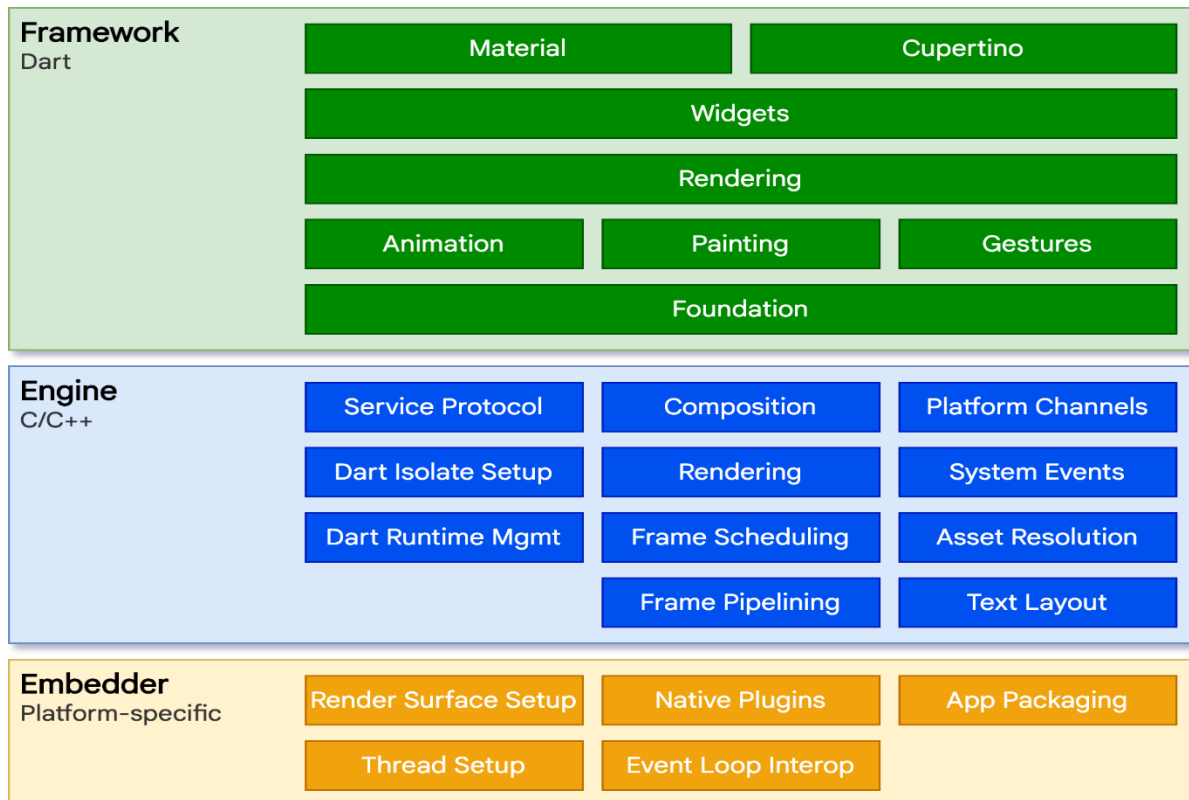 Framework
Dart
Material
Cupertino
Widgets
Rendering
Animation
Painting
Gestures
Foundation
Engine
C/C++
Service Protocol
Composition
Platform Channels
Dart Isolate Setup
Rendering
System Events
Dart Runtime Mgmt
Frame Scheduling
Asset Resolution
Frame Pipelining
Text Layout
Embedder
Platform-specific
Render Surface Setup
Native Plugins
App Packaging
Thread Setup
Event Loop Interop